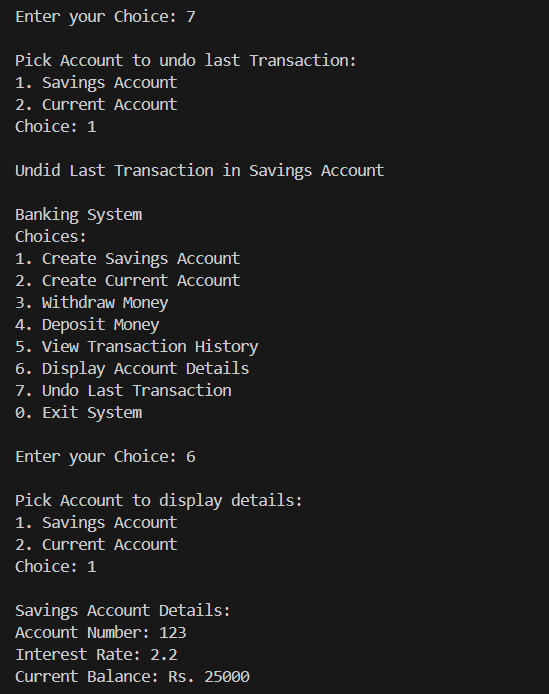 Enter your Choice: 7
Pick Account to undo last Transaction:
1. Savings Account
2. Current Account
Choice: 1
Undid Last Transaction in Savings Account
Banking System
Choices:
1. Create Savings Account
2. Create Current Account
3. Withdraw Money
4. Deposit Money
5. View Transaction History
6. Display Account Details
7. Undo Last Transaction
0. Exit System
Enter your Choice: 6
Pick Account to display details:
1. Savings Account
2. Current Account
Choice: 1
Savings Account Details:
Account Number: 123
Interest Rate: 2.2
Current Balance: Rs. 25000